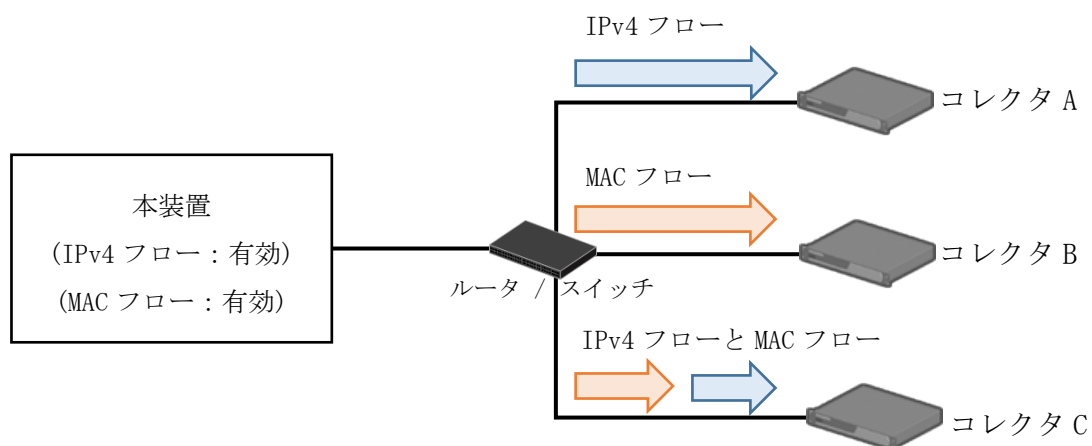 IPv4 フロー
コレクタ A
MAC フロー
本装置
(IPv4 フロー：有効)
(MAC フロー：有効)
コレクタ B
ルータ / スイッチ
IPv4 フローと MAC フロー
コレクタ C